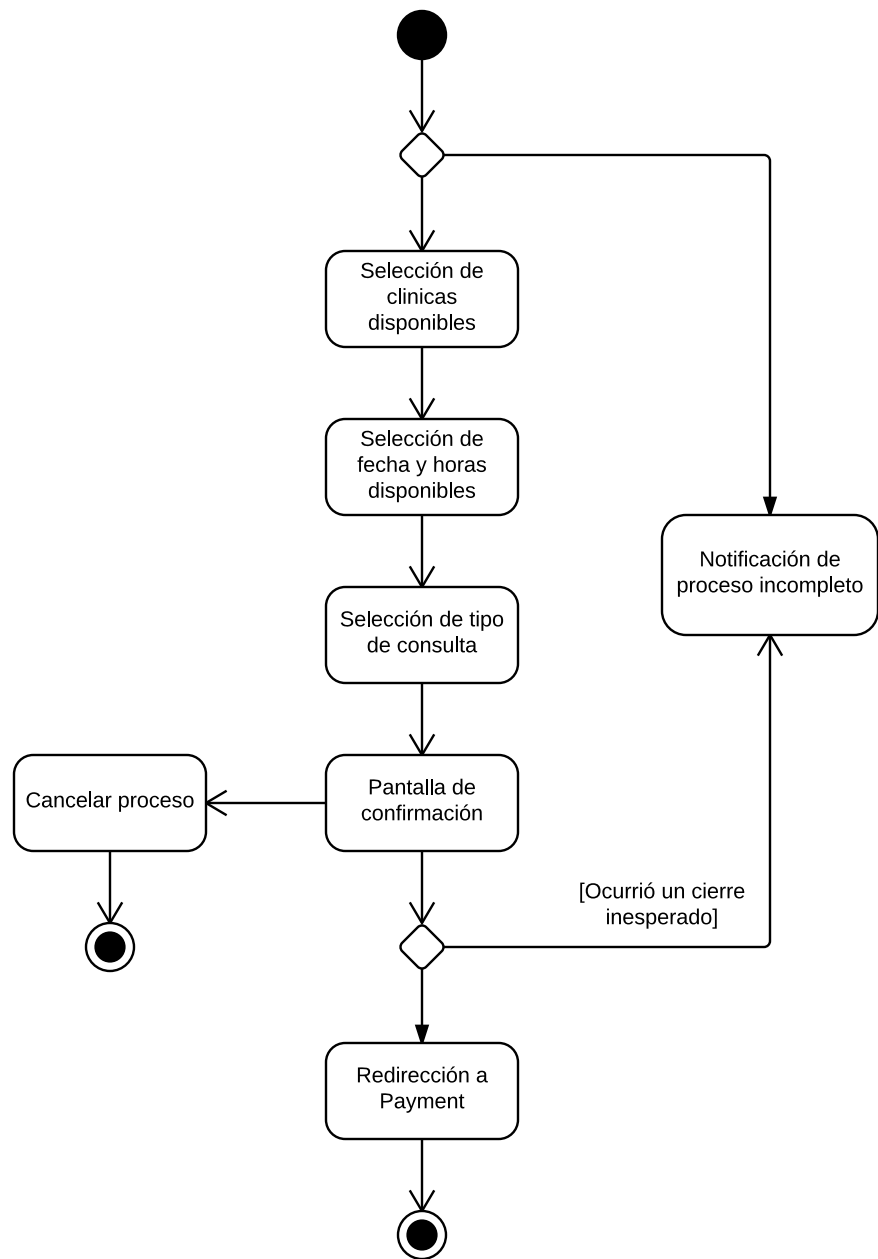 Selección de
clinicas
disponibles
Selección de
fecha y horas
disponibles
Notificación de
proceso incompleto
Selección de tipo
de consulta
Cancelar proceso
Pantalla de
confirmación
[Ocurrió un cierre
inesperado]
Redirección a
Payment